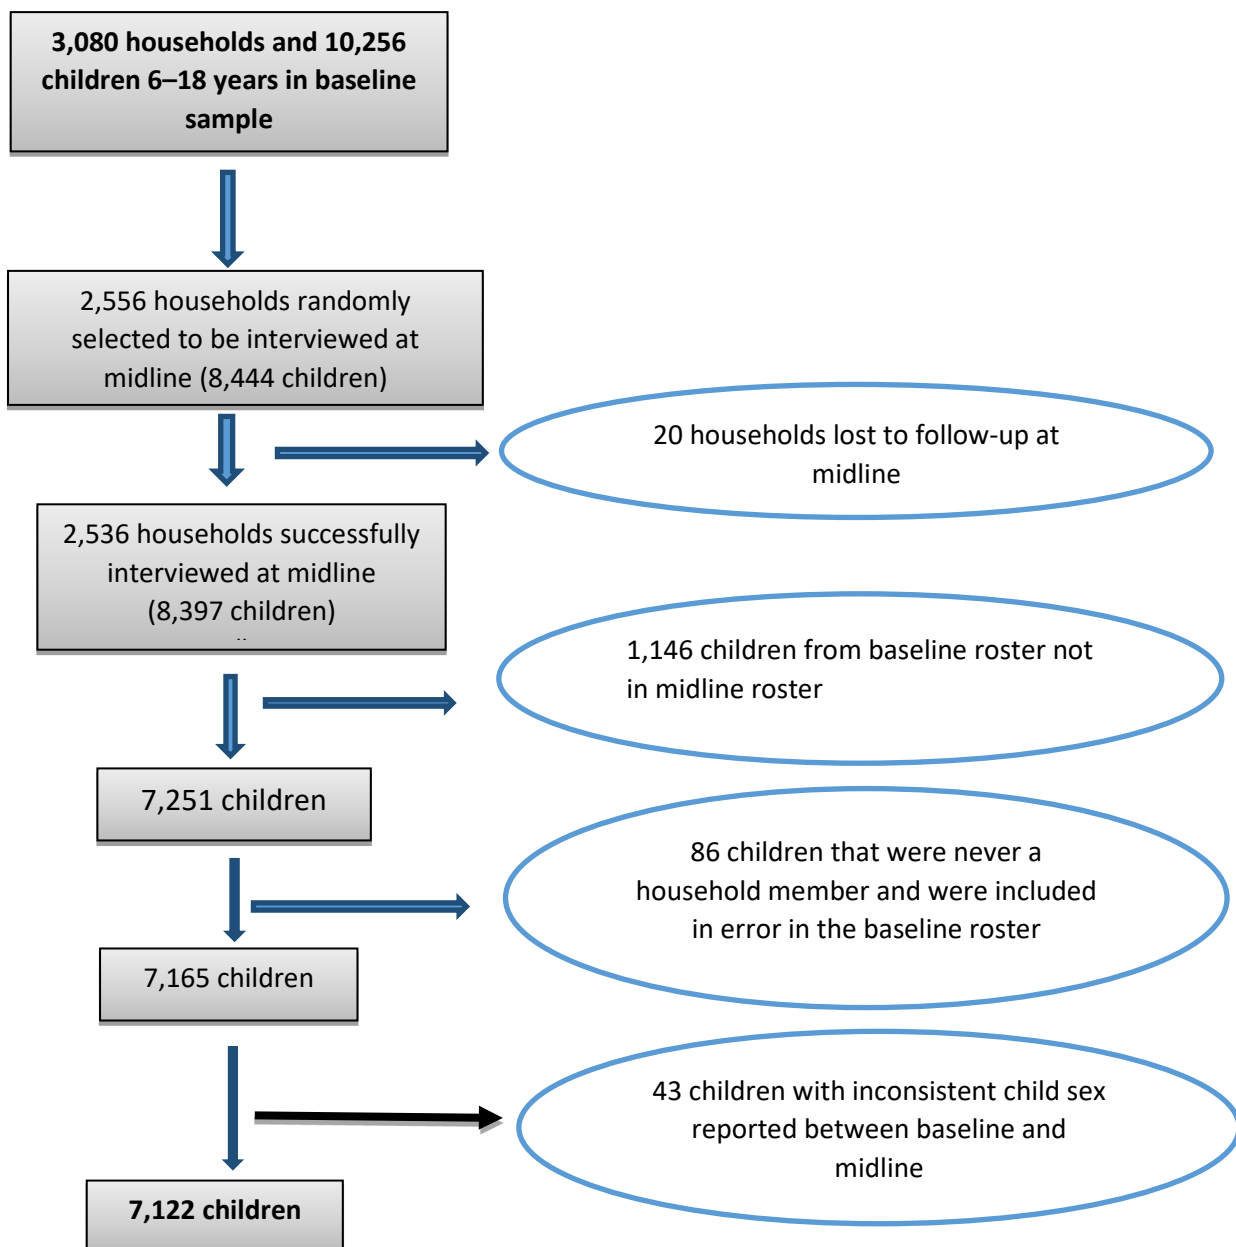 3,080 households and 10,256
children 6–18 years in baseline
sample
2,556 households randomly
selected to be interviewed at
midline (8,444 children)
20 households lost to follow-up at
midline
2,536 households successfully
interviewed at midline
(8,397 children)
1,146 children from baseline roster not
in midline roster
7,251 children
86 children that were never a
household member and were included
in error in the baseline roster
7,165 children
43 children with inconsistent child sex
reported between baseline and
midline
7,122 children